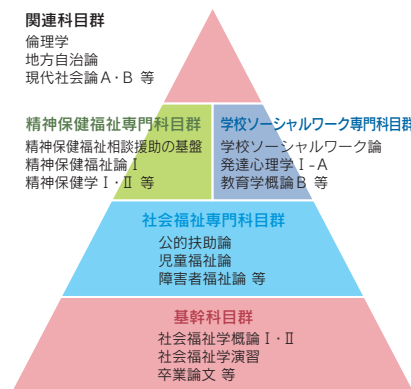 関連科目群
倫理学
地方自治論
現代社会論A・B 等
精神保健福祉専門科目群
精神保健福祉相談援助の基盤
精神保健福祉論Ⅰ
精神保健学Ⅰ・Ⅱ 等
学校ソーシャルワーク専門科目群
学校ソーシャルワーク論
発達心理学Ⅰ-A
教育学概論B 等
社会福祉専門科目群
公的扶助論
児童福祉論
障害者福祉論 等
基幹科目群
社会福祉学概論Ⅰ・Ⅱ
社会福祉学演習
卒業論文 等